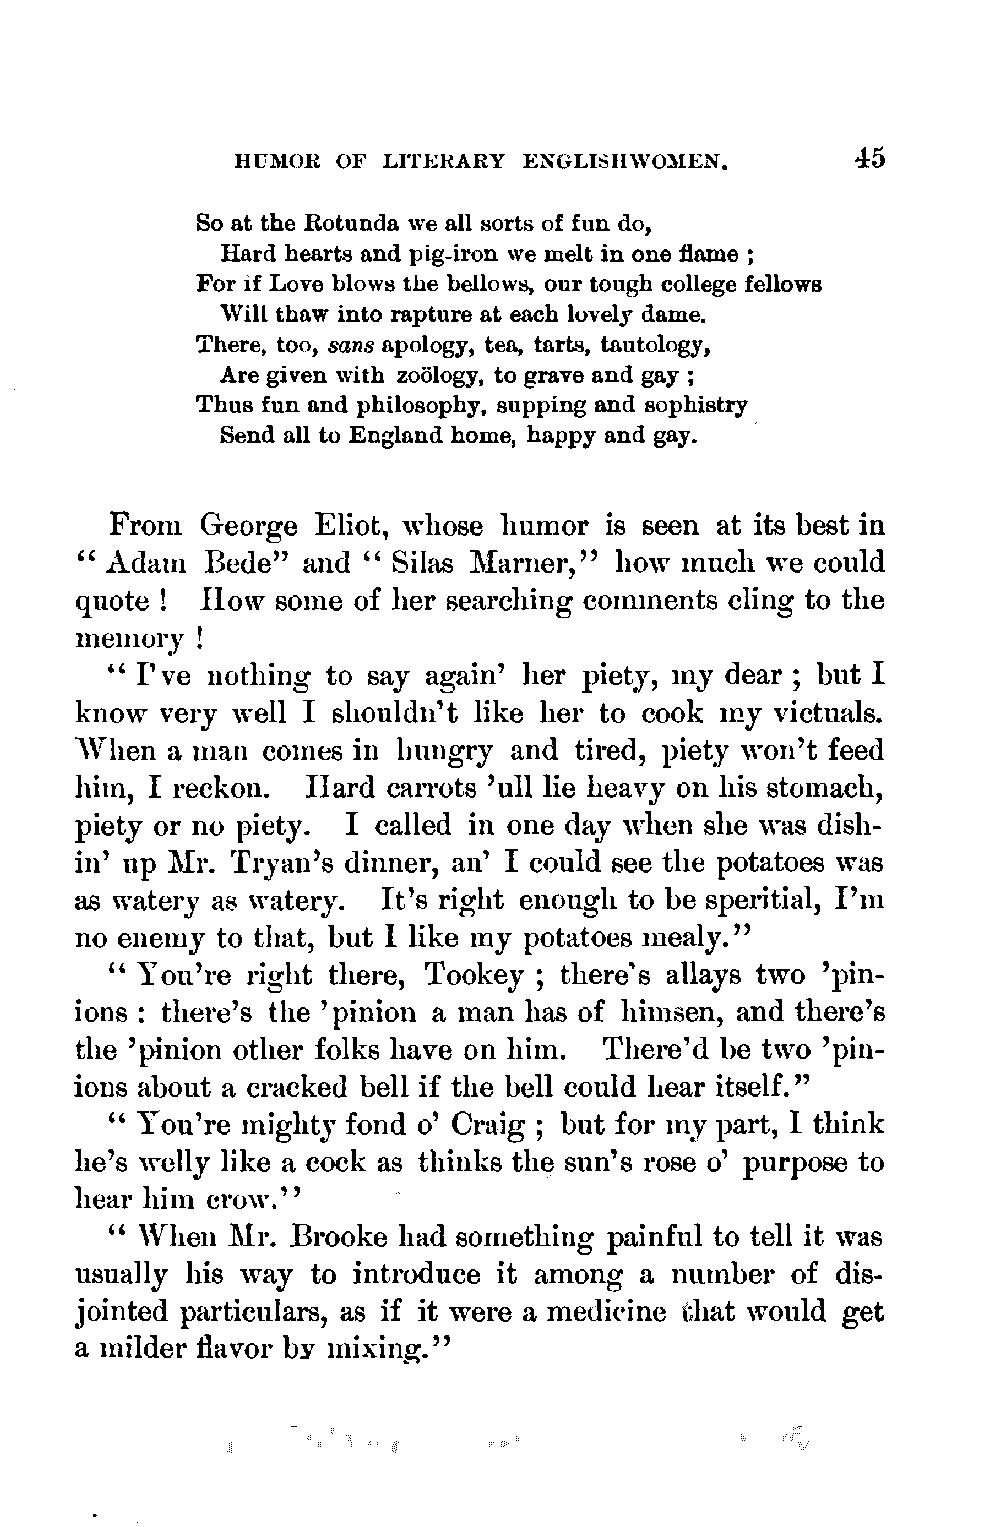 HUMOR OF LITERARY ENGLISHWOMEN. 45
So at the Rotunda we all sorts of fun do,
Hard hearts and pig-iron we melt in one flame ;
For if Love blows the bellows, our tough college fellows
Will thaw into rapture at each lovely dame.
There, too, sans apology, tea, tarts, tautology,
Are given with zoölogy, to grave and gay ;
Thus fun and philosophy, supping and sophistry
Send all to England home, happy and gay.
From George Eliot, whose humor is seen at its best in
“ Adam Bede” and “ Silas Marner,” how much we could
quote ! How some of her searching comments cling to the
memory !
“ I've nothing to say again' her piety, my dear ; but I
know very well I shouldn't like her to cook my victuals.
When a man comes in hungry and tired, piety won't feed
him, I reckon. Hard carrots 'ull lie heavy on his stomach,
piety or no piety. I called in one day when she was dish-
in' up Mr. Tryan's dinner, an' I could see the potatoes was
as watery as watery. It's right enough to be speritial, I'm
no enemy to that, but I like my potatoes mealy.”
“ You're right there, Tookey ; there's allays two 'pin-
ions : there's the 'pinion a man has of himsen, and there's
the 'pinion other folks have on him. There'd be two 'pin-
ions about a cracked bell if the bell could hear itself.”
“ You're mighty fond o' Craig ; but for my part, I think
he's welly like a cock as thinks the sun's rose o' purpose to
hear him crow.”
“ When Mr. Brooke had something painful to tell it was
usually his way to introduce it among a number of dis-
jointed particulars, as if it were a medicine that would get
a milder flavor by mixing.”